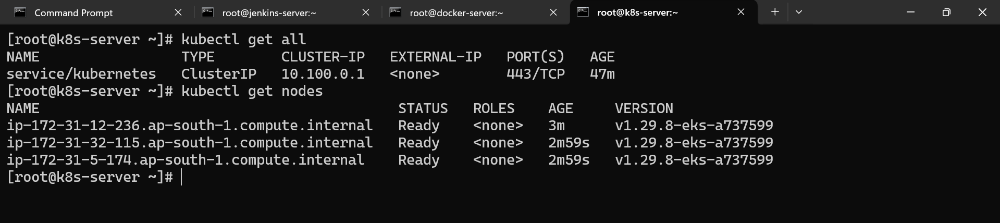 Command Prompt root@jenkins-server:~ root@docker-server:~ root@k8s-server:~
[root@k8s-server ~]# kubectl get all
NAME TYPE CLUSTER-IP EXTERNAL-IP PORT(S) AGE
service/kubernetes ClusterIP 10.100.0.1 <none> 443/TCP 47m
[root@k8s-server ~]# kubectl get nodes
NAME STATUS ROLES AGE VERSION
ip-172-31-12-236.ap-south-1.compute.internal Ready <none> 3m v1.29.8-eks-a737599
ip-172-31-32-115.ap-south-1.compute.internal Ready <none> 2m59s v1.29.8-eks-a737599
ip-172-31-5-174.ap-south-1.compute.internal Ready <none> 2m59s v1.29.8-eks-a737599
[root@k8s-server ~]#